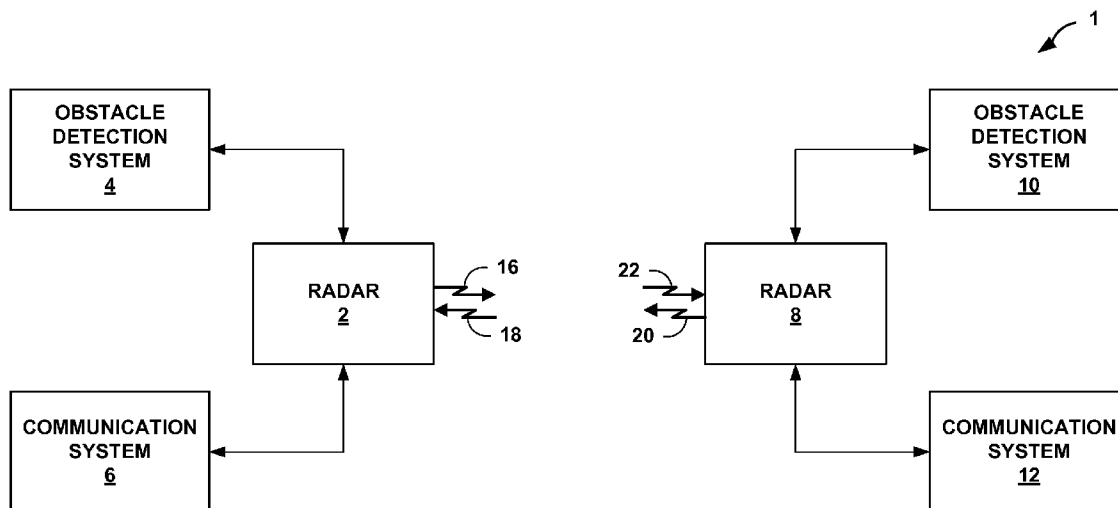 1
OBSTACLE
DETECTION
SYSTEM
4
OBSTACLE
DETECTION
SYSTEM
10
RADAR
2
16
18
22
20
RADAR
8
COMMUNICATION
SYSTEM
6
COMMUNICATION
SYSTEM
12